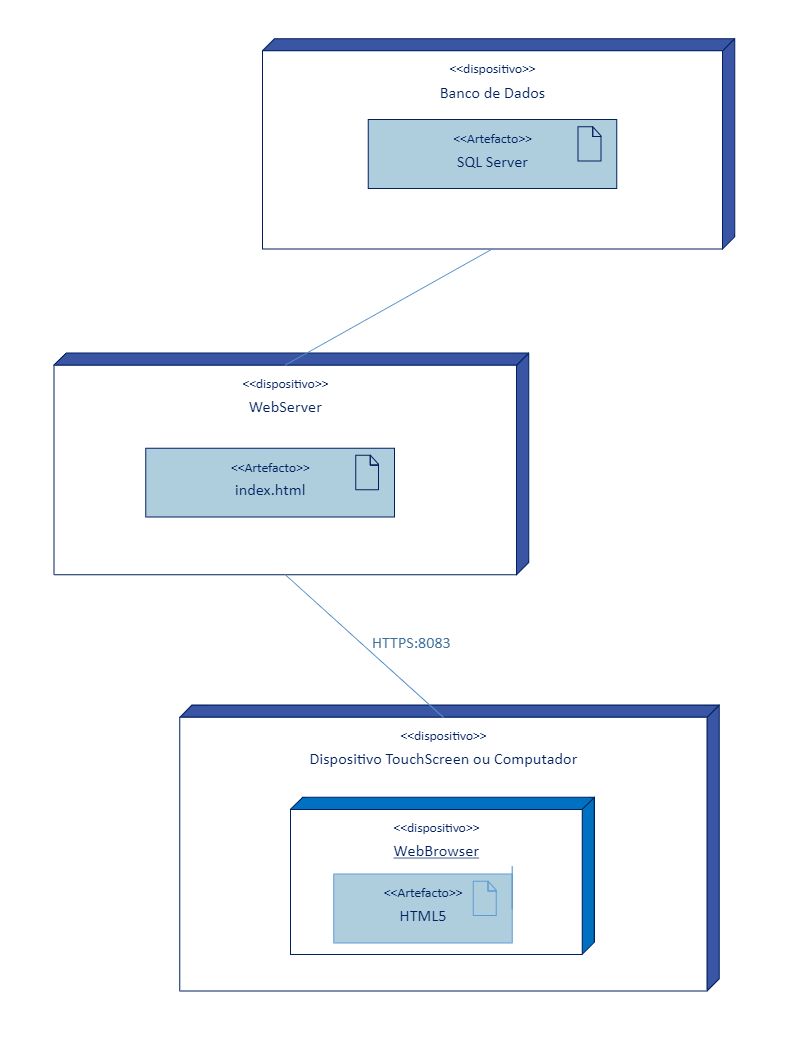 <<dispositivo>>
Banco de Dados
<<Artefacto>>
SQL Server
<<dispositivo>>
WebServer
<<Artefacto>>
index.html
HTTPS:8083
<<dispositivo>>
Dispositivo TouchScreen ou Computador
<<dispositivo>>
WebBrowser
<<Artefacto>>
HTML5